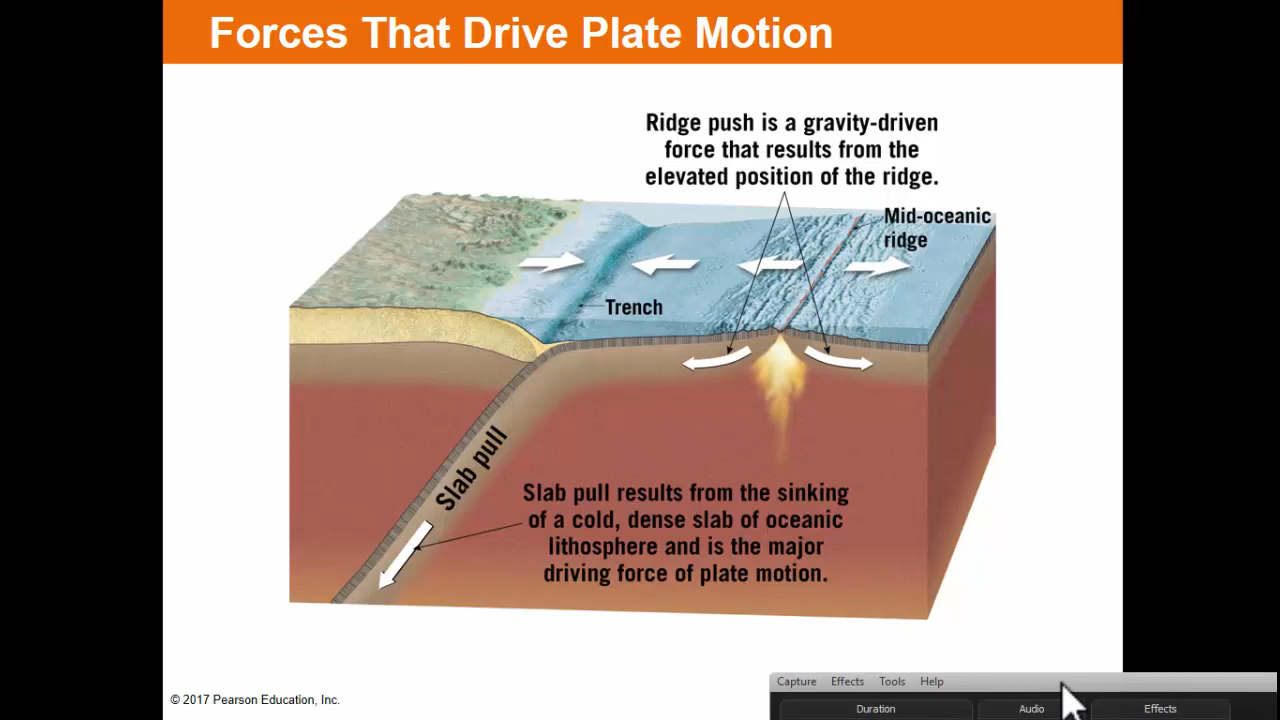 Forces That Drive Plate Motion
Ridge push is a gravity-driven
force that results from the
elevated position of the ridge.
Mid-oceanic
ridge
Trench
Slab pull
Slab pull results from the sinking
of a cold, dense slab of oceanic
lithosphere and is the major
driving force of plate motion.
© 2017 Pearson Education, Inc.
Capture Effects Tools Help
Duration Audio Effects